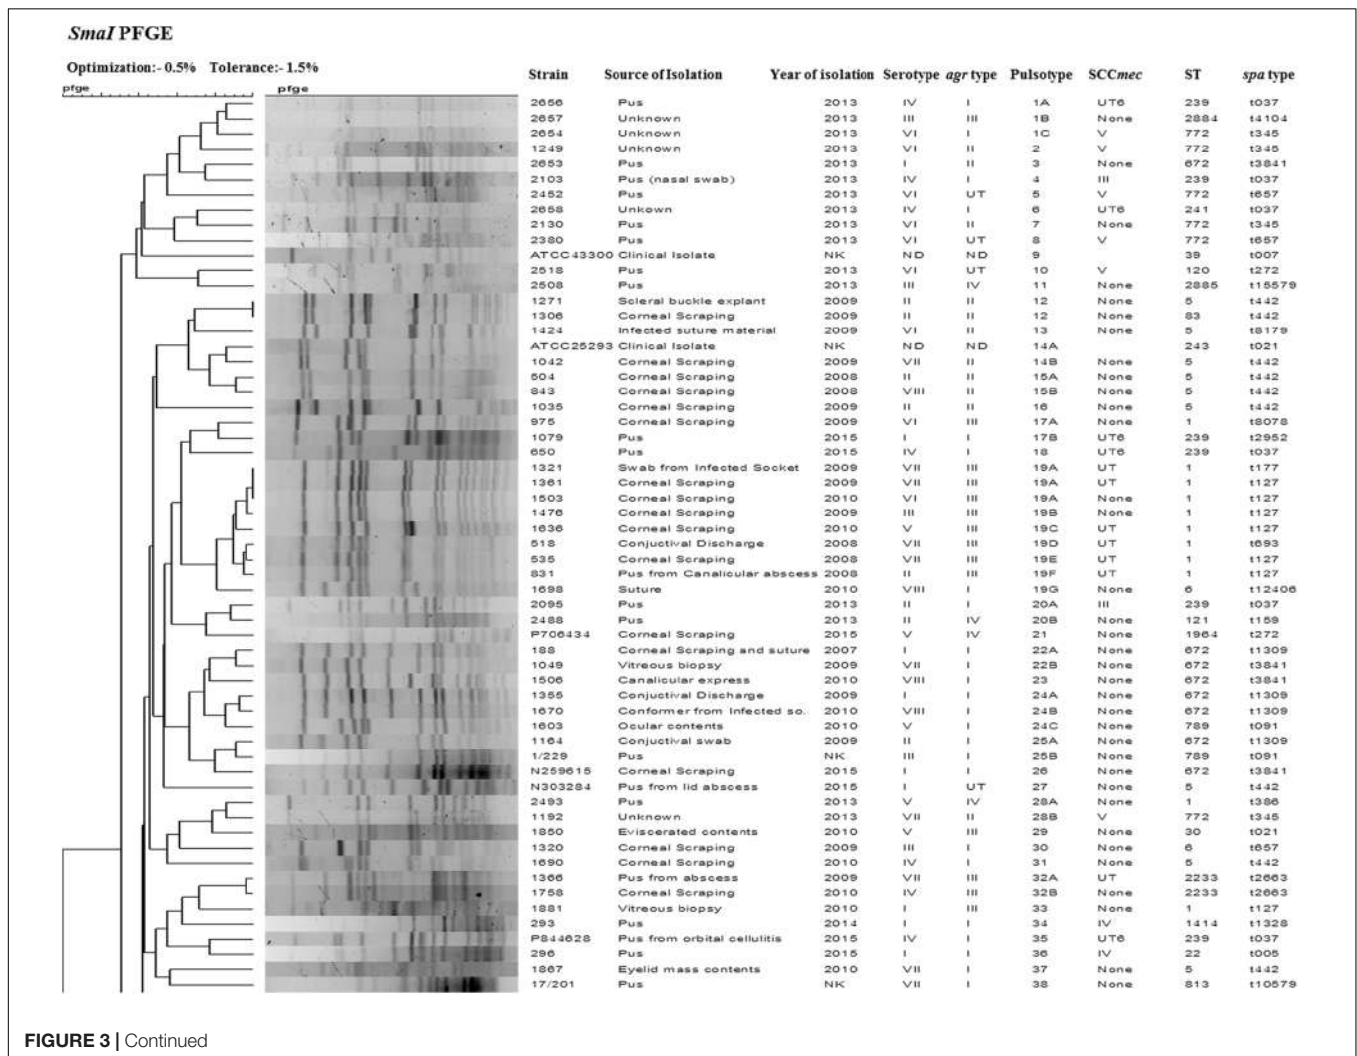 SmaI PFGE
Optimization:- 0.5% Tolerance:- 1.5%
pfge pfge
Strain Source of Isolation Year of isolation Serotype agr type Pulsotype SCCmec ST spa type
2656 Pus 2013 IV I 1A UT6 239 t037
2657 Unknown 2013 III III 1B None 2884 t4104
2654 Unknown 2013 VI I 1C V 772 t345
1249 Unknown 2013 VI II 2 V 772 t345
2653 Pus 2013 I II 3 None 672 t3841
2103 Pus (nasal swab) 2013 IV I 4 III 239 t037
2452 Pus 2013 VI UT 5 V 772 t657
2658 Unkown 2013 IV I 6 UT6 241 t037
2130 Pus 2013 VI II 7 None 772 t345
2380 Pus 2013 VI UT 8 V 772 t657
ATCC43300 Clinical Isolate NK ND ND 9 39 t007
2518 Pus 2013 VI UT 10 V 120 t272
2508 Pus 2013 III IV 11 None 2885 t15579
1271 Scleral buckle explant 2009 II II 12 None 5 t442
1306 Corneal Scraping 2009 II II 12 None 83 t442
1424 Infected suture material 2009 VI II 13 None 5 t8179
ATCC25293 Clinical Isolate NK ND ND 14A 243 t021
1042 Corneal Scraping 2009 VII II 14B None 5 t442
504 Corneal Scraping 2008 II II 15A None 5 t442
843 Corneal Scraping 2008 VIII II 15B None 5 t442
1035 Corneal Scraping 2009 II II 16 None 5 t442
975 Corneal Scraping 2009 VI III 17A None 1 t8078
1079 Pus 2015 I I 17B UT6 239 t2952
650 Pus 2015 IV I 18 UT6 239 t037
1321 Swab from Infected Socket 2009 VII III 19A UT 1 t177
1361 Corneal Scraping 2009 VII III 19A UT 1 t127
1503 Corneal Scraping 2010 VI III 19A None 1 t127
1476 Corneal Scraping 2009 III III 19B None 1 t127
1636 Corneal Scraping 2010 V III 19C UT 1 t127
518 Conjuctival Discharge 2008 VII III 19D UT 1 t693
535 Corneal Scraping 2008 VII III 19E UT 1 t127
831 Pus from Canalicular abscess 2008 II III 19F UT 1 t127
1698 Suture 2010 VIII I 19G None 6 t12406
2095 Pus 2013 II I 20A III 239 t037
2488 Pus 2013 II IV 20B None 121 t159
P706434 Corneal Scraping 2015 V IV 21 None 1964 t272
188 Corneal Scraping and suture 2007 I I 22A None 672 t1309
1049 Vitreous biopsy 2009 VII I 22B None 672 t3841
1506 Canalicular express 2010 VIII I 23 None 672 t3841
1355 Conjuctival Discharge 2009 I I 24A None 672 t1309
1670 Conformer from Infected so. 2010 VIII I 24B None 672 t1309
1603 Ocular contents 2010 V I 24C None 789 t091
1164 Conjuctival swab 2009 II I 25A None 672 t1309
1/229 Pus NK III I 25B None 789 t091
N259615 Corneal Scraping 2015 I I 26 None 672 t3841
N303284 Pus from lid abscess 2015 I UT 27 None 5 t442
2493 Pus 2013 V IV 28A None 1 t386
1192 Unknown 2013 VII II 28B V 772 t345
1850 Eviscerated contents 2010 V III 29 None 30 t021
1320 Corneal Scraping 2009 III I 30 None 6 t657
1690 Corneal Scraping 2010 IV I 31 None 5 t442
1366 Pus from abscess 2009 VII III 32A UT 2233 t2663
1758 Corneal Scraping 2010 IV III 32B None 2233 t2663
1881 Vitreous biopsy 2010 I III 33 None 1 t127
293 Pus 2014 I I 34 IV 1414 t1328
P844628 Pus from orbital cellulitis 2015 IV I 35 UT6 239 t037
296 Pus 2015 I I 36 IV 22 t005
1867 Eyelid mass contents 2010 VII I 37 None 5 t442
17/201 Pus NK VII I 38 None 813 t10579
FIGURE 3 | Continued